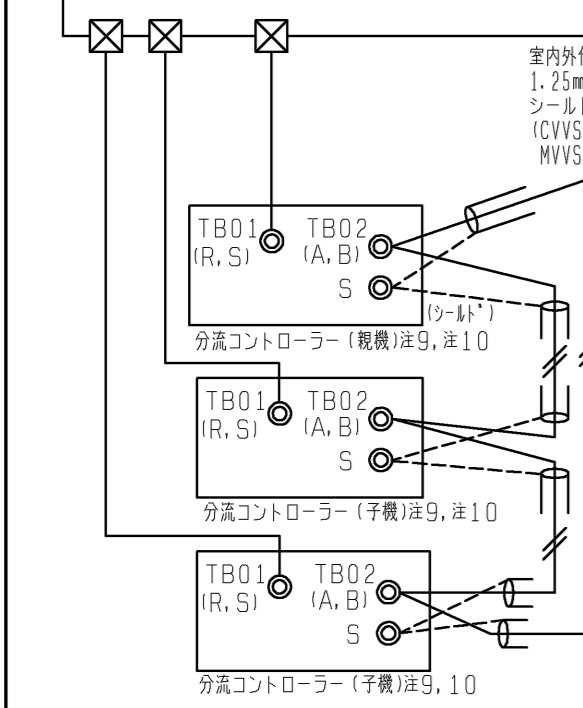 室内外
1.25mm
シールド
(CVVS
MVVS
TB01 TB02
(R,S) (A,B)
S
(シールド)
分流コントローラー(親機)注9,注10
TB01 TB02
(R,S) (A,B)
S
分流コントローラー(子機)注9,注10
TB01 TB02
(R,S) (A,B)
S
分流コントローラー(子機)注9,10